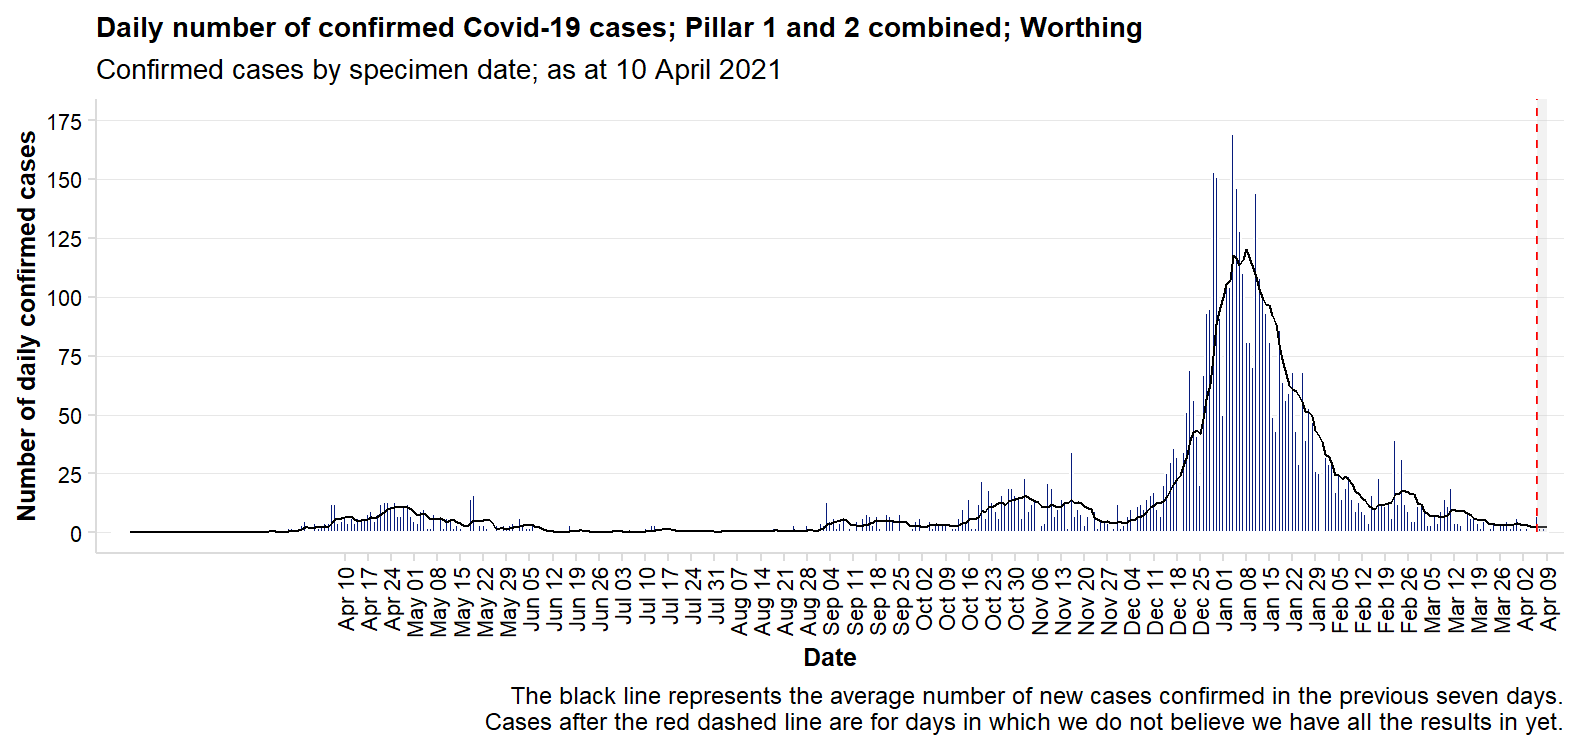 Daily number of confirmed Covid-19 cases; Pillar 1 and 2 combined; Worthing
Confirmed cases by specimen date; as at 10 April 2021
Number of daily confirmed cases
175
150
125
100
75
50
25
0
Apr 10
Apr 17
Apr 24
May 01
May 08
May 15
May 22
May 29
Jun 05
Jun 12
Jun 19
Jun 26
Jul 03
Jul 10
Jul 17
Jul 24
Jul 31
Aug 07
Aug 14
Aug 21
Aug 28
Sep 04
Sep 11
Sep 18
Sep 25
Oct 02
Oct 09
Oct 16
Oct 23
Oct 30
Nov 06
Nov 13
Nov 20
Nov 27
Dec 04
Dec 11
Dec 18
Dec 25
Jan 01
Jan 08
Jan 15
Jan 22
Jan 29
Feb 05
Feb 12
Feb 19
Feb 26
Mar 05
Mar 12
Mar 19
Mar 26
Apr 02
Apr 09
Date
The black line represents the average number of new cases confirmed in the previous seven days.
Cases after the red dashed line are for days in which we do not believe we have all the results in yet.